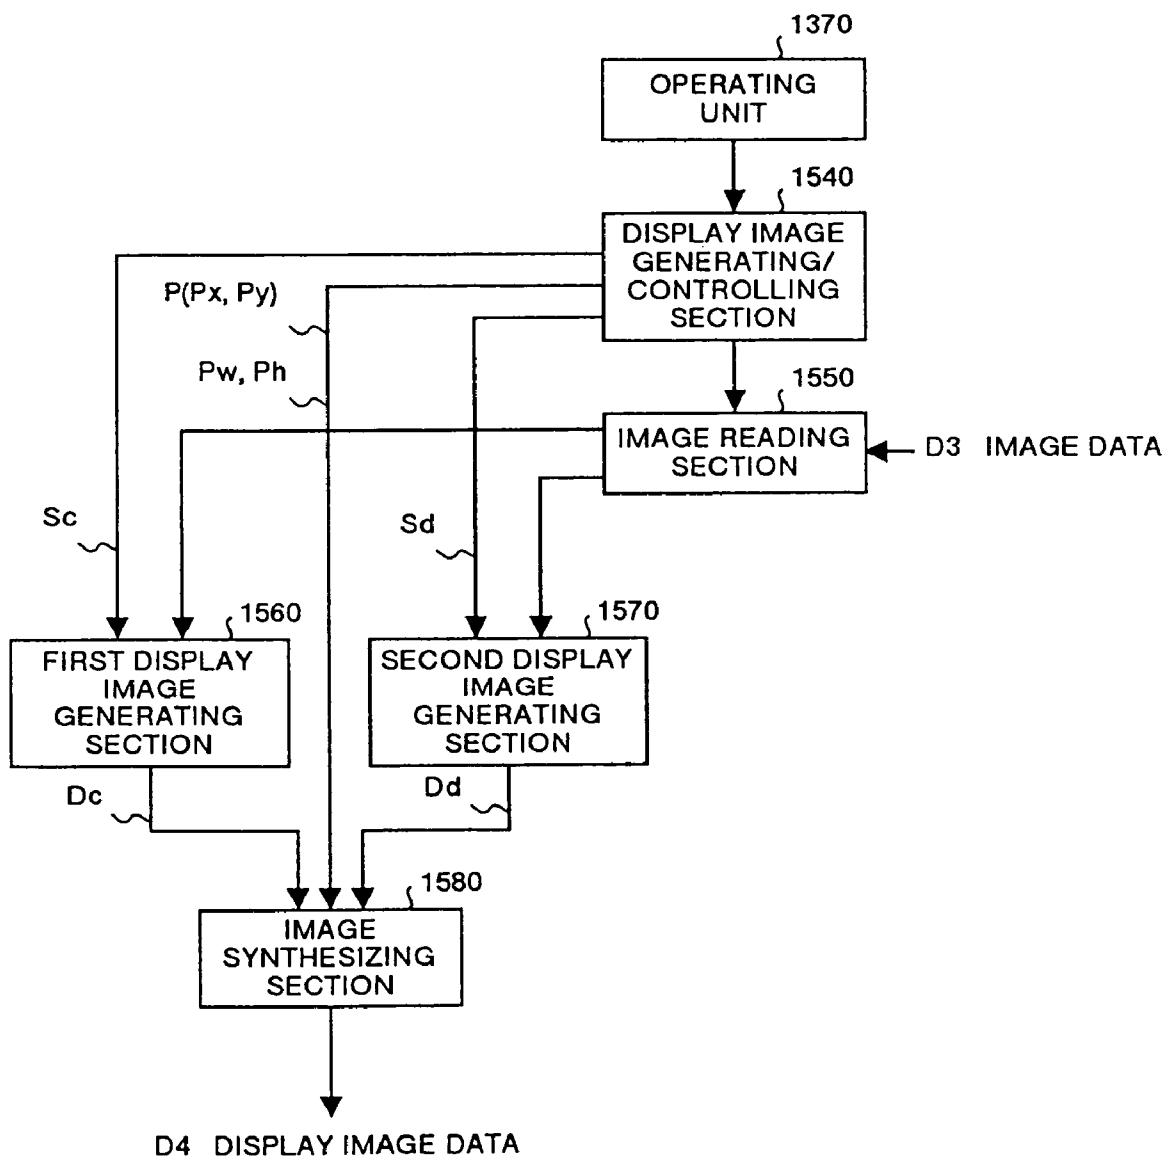 1370
OPERATING
UNIT
1540
DISPLAY IMAGE
GENERATING/
CONTROLLING
SECTION
P(Px, Py)
Pw, Ph
1550
IMAGE READING
SECTION
D3 IMAGE DATA
Sc
Sd
1560
FIRST DISPLAY
IMAGE
GENERATING
SECTION
1570
SECOND DISPLAY
IMAGE
GENERATING
SECTION
Dc
Dd
1580
IMAGE
SYNTHESIZING
SECTION
D4 DISPLAY IMAGE DATA